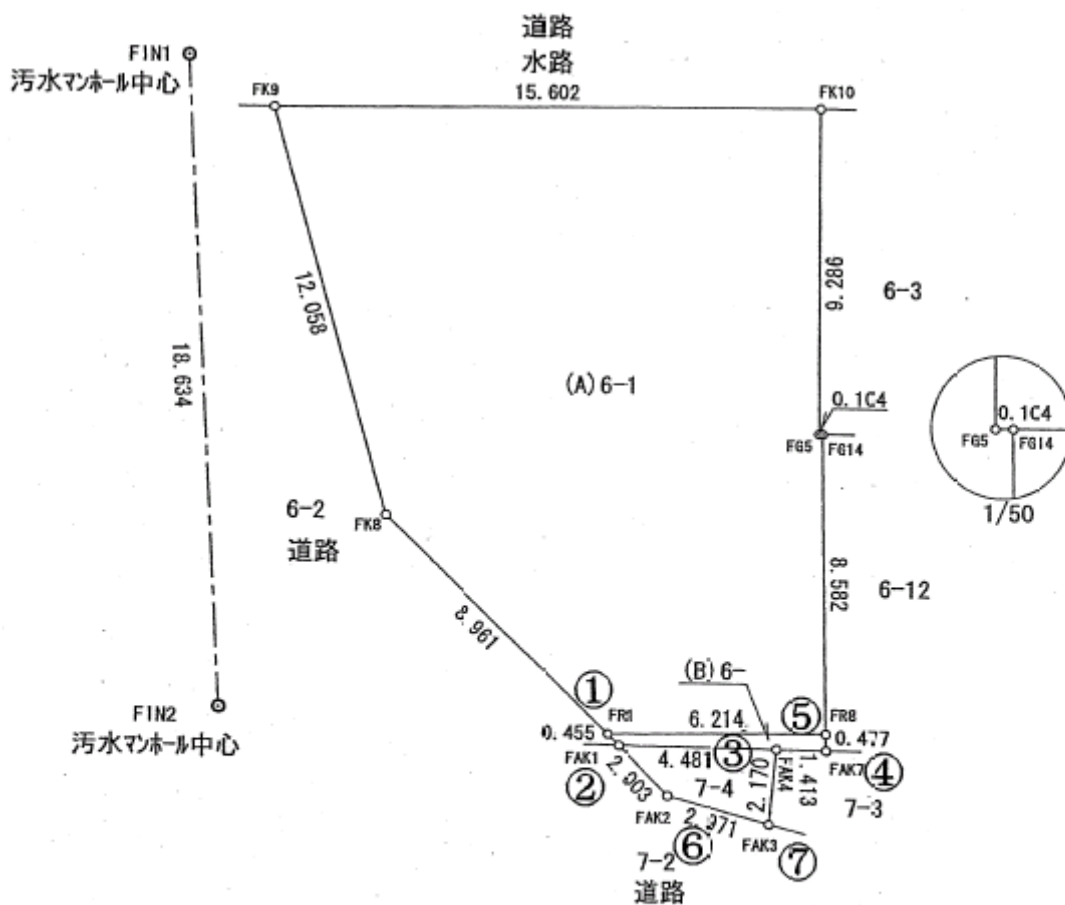 道路
水路
FIN1
汚水マンホール中心
FK9
15.602
FK10
12.058
9.286
6-3
18.634
(A)6-1
0.1C4
FG5
FG14
0.1C4
FG5
FG14
1/50
6-2
道路
FK8
8.582
6-12
8.961
(B)6-
①
FR1
6.214
⑤
FR8
FIN2
汚水マンホール中心
0.455
0.477
FAK1
4.481
③
FAK4
FAK7
④
②
2.903
7-4
2.170
1.413
7-3
FAK2
2.971
⑥
FAK3
⑦
7-2
道路